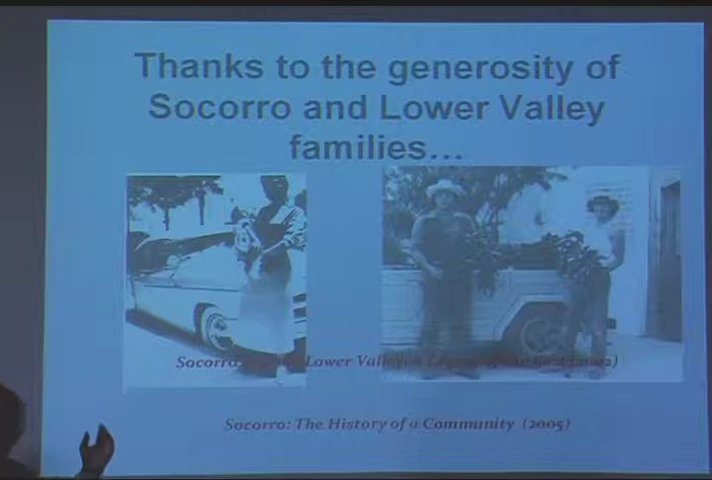 Thanks to the generosity of
Socorro and Lower Valley
families...
Socorro Lower Valley
Socorro: The History of a Community (2005)